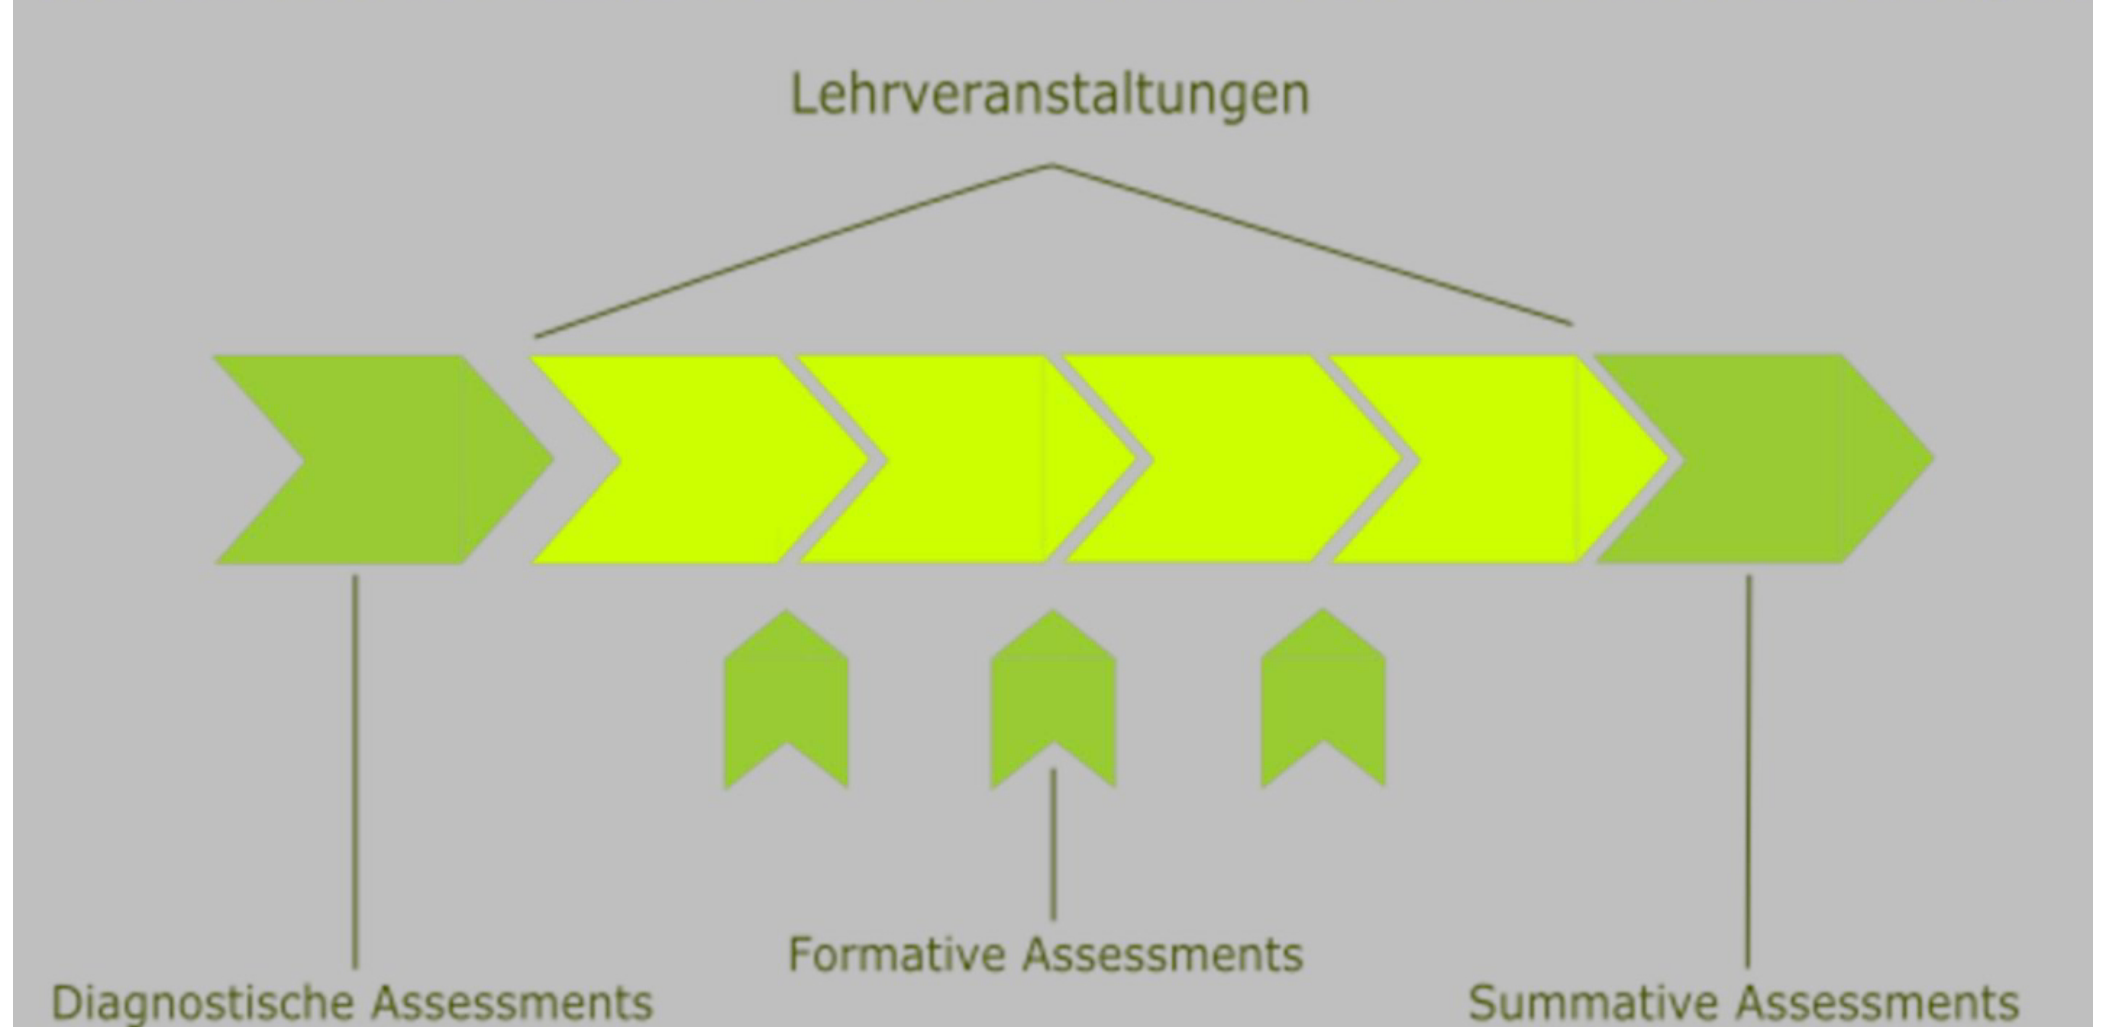 Lehrveranstaltungen
Formative Assessments
Diagnostische Assessments
Summative Assessments